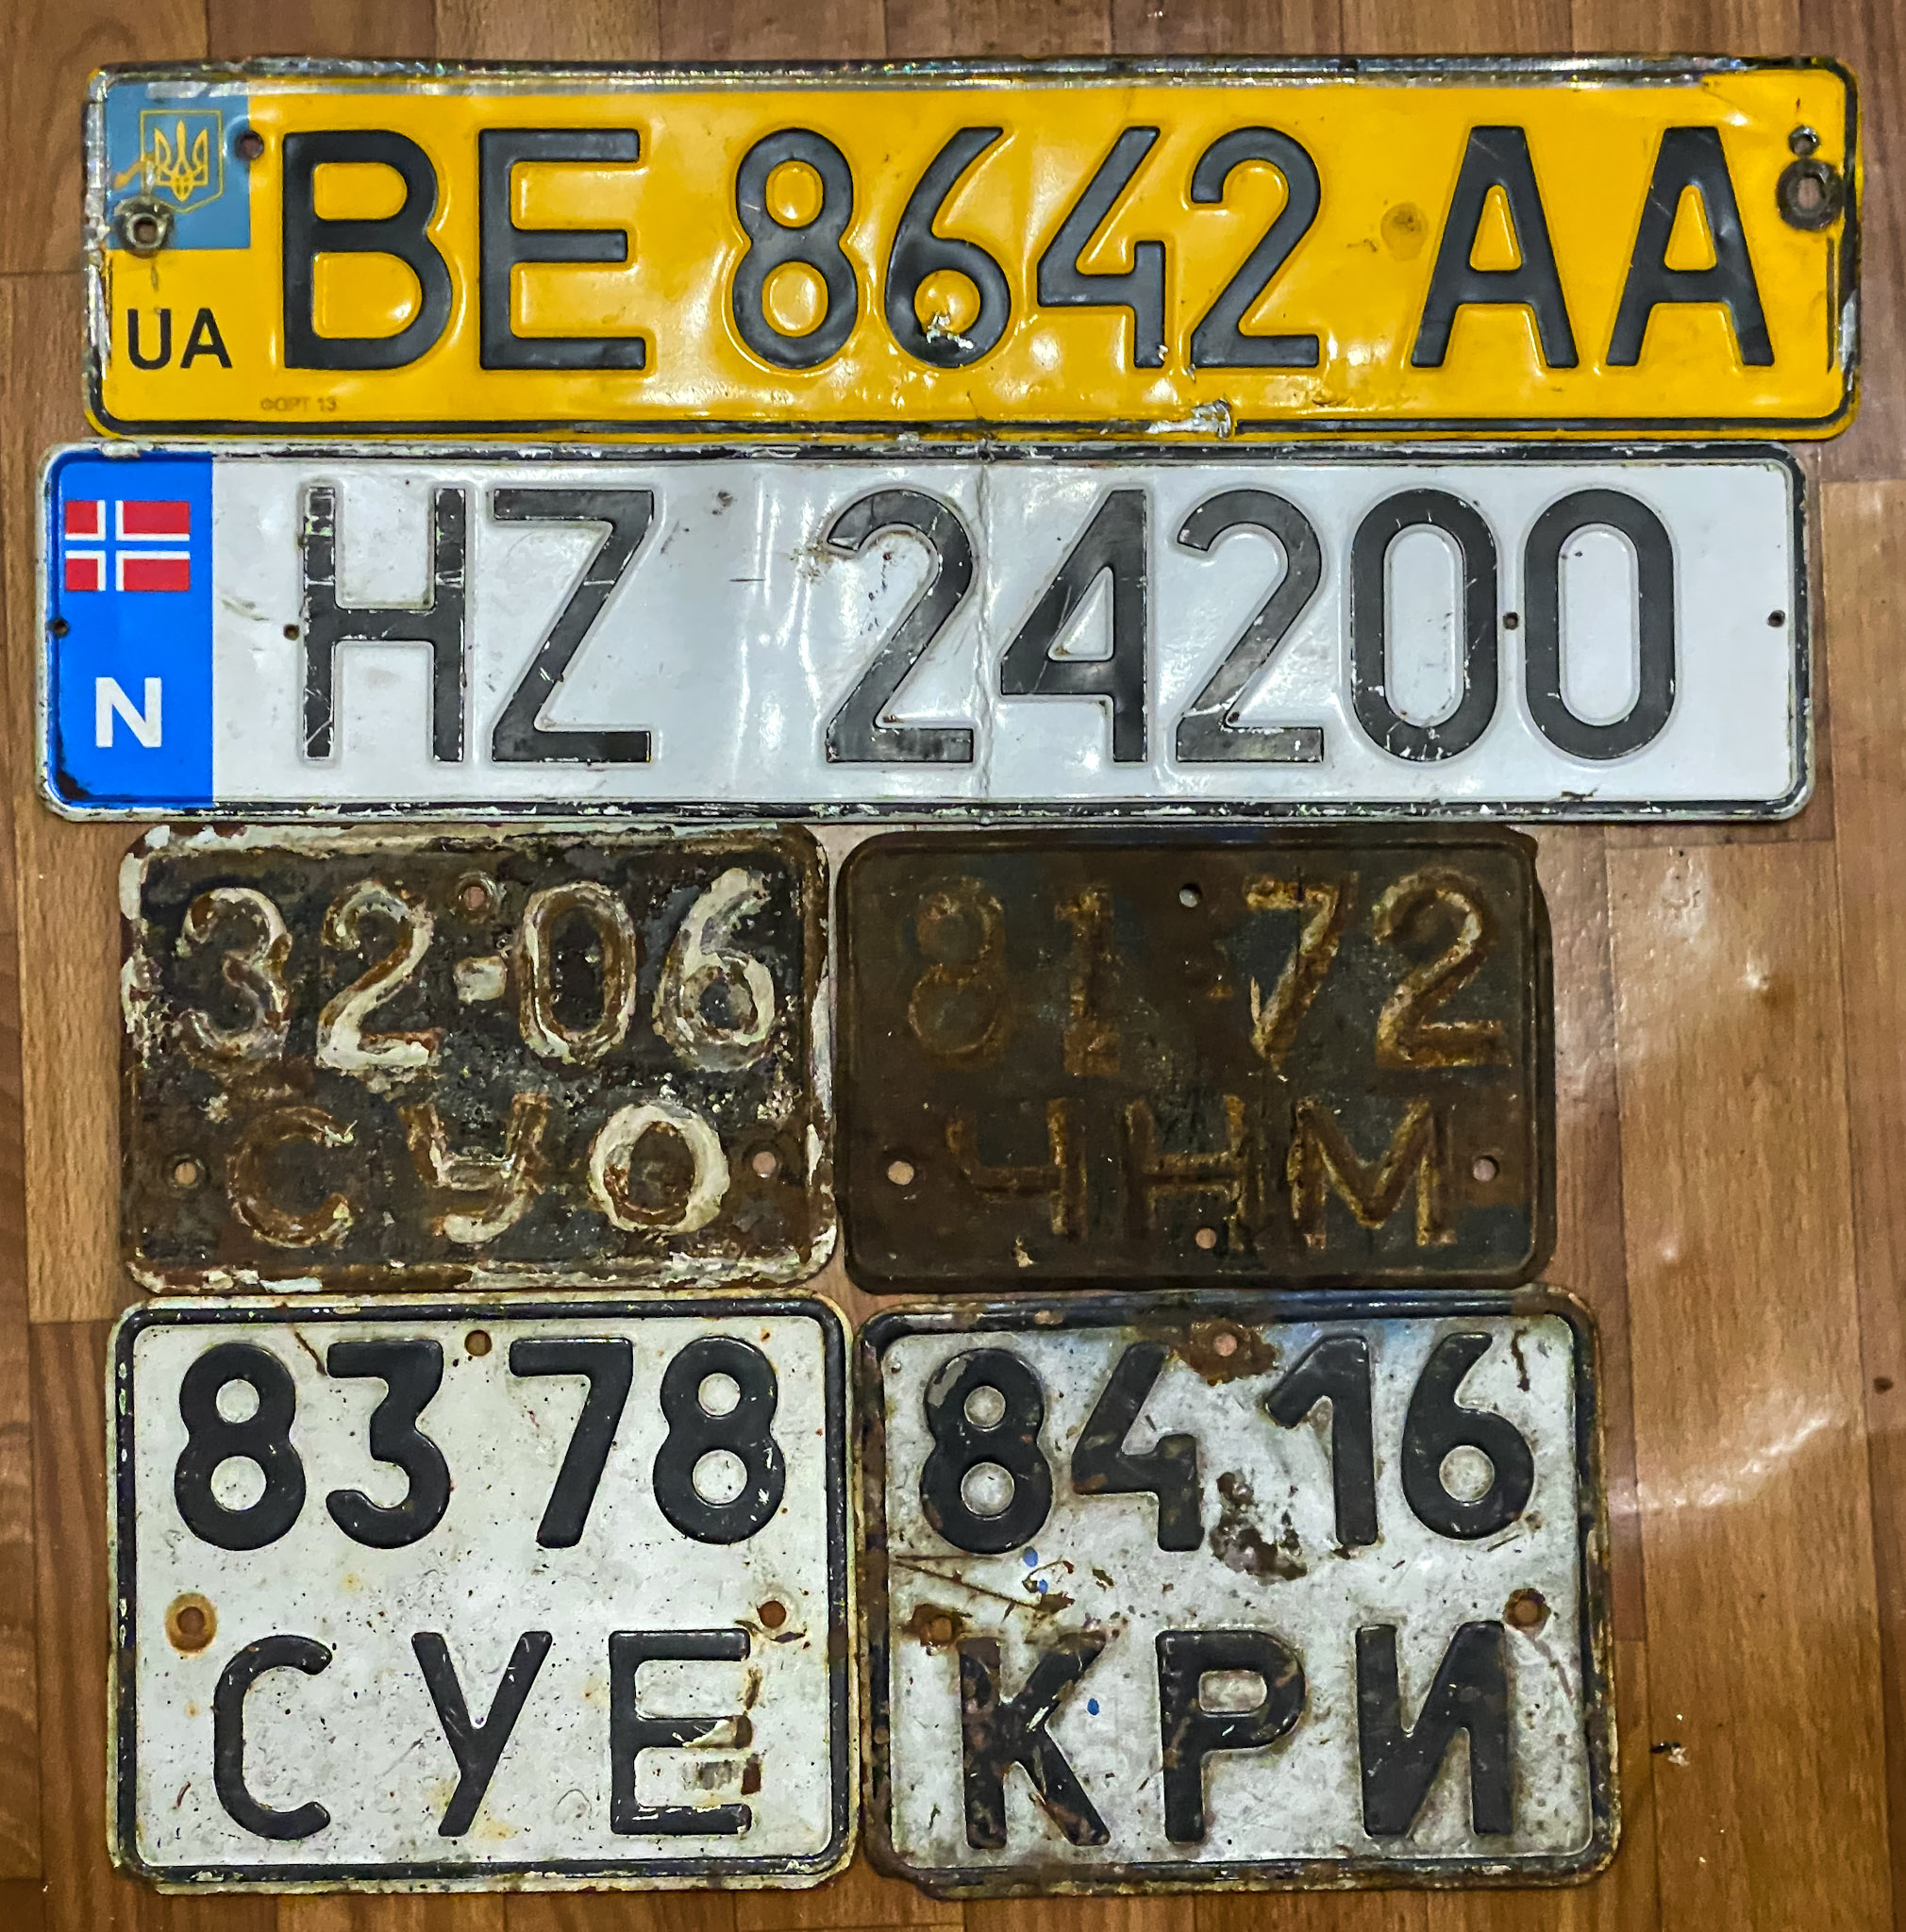 BE 8642 AA
UA
ФОРТ 13
HZ 24200
N
32-06
СУО
81-72
ЧНМ
8378
СУЕ
8416
КРИ